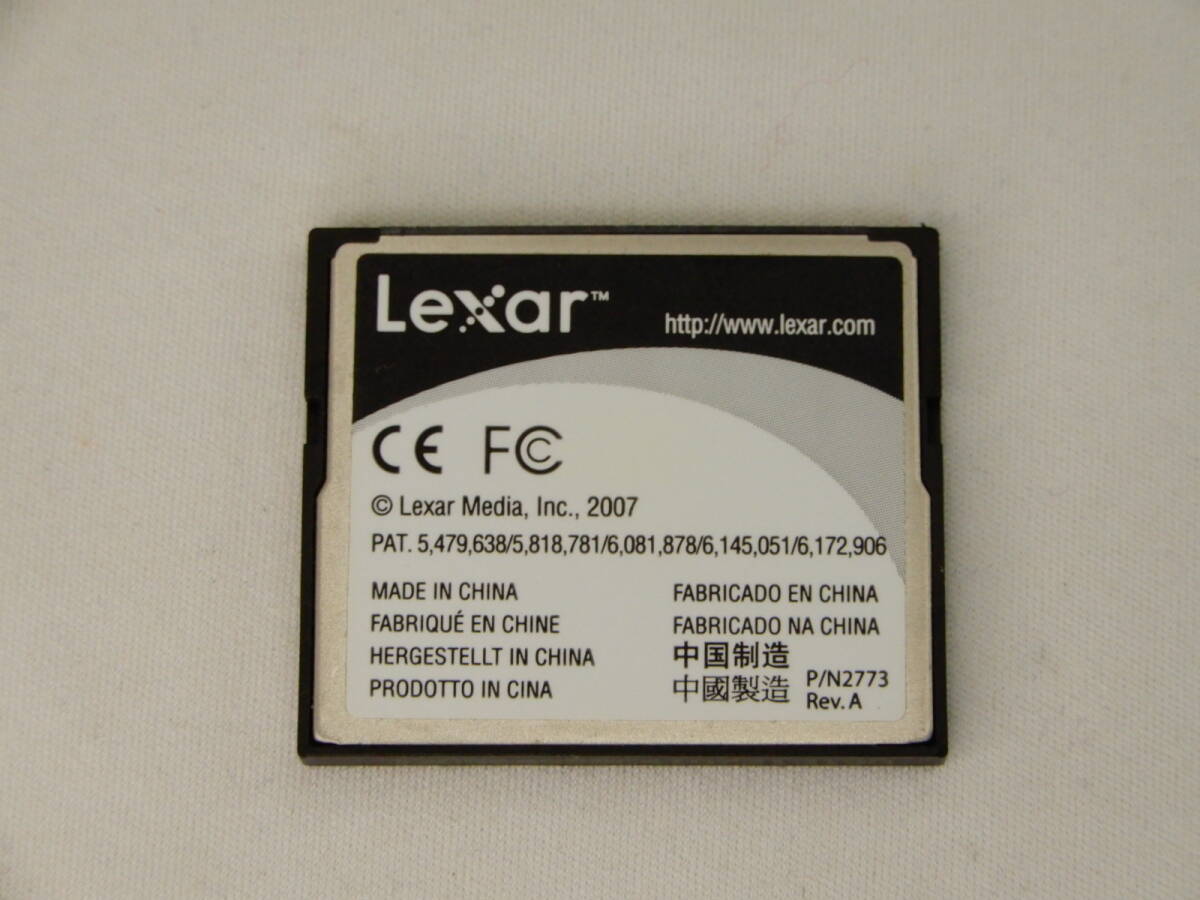 Lexar™
http://www.lexar.com
CE FC
© Lexar Media, Inc., 2007
PAT. 5,479,638/5,818,781/6,081,878/6,145,051/6,172,906
MADE IN CHINA
FABRIQUÉ EN CHINE
HERGESTELLT IN CHINA
PRODOTTO IN CINA
FABRICADO EN CHINA
FABRICADO NA CHINA
中国制造
中國製造
P/N2773
Rev. A